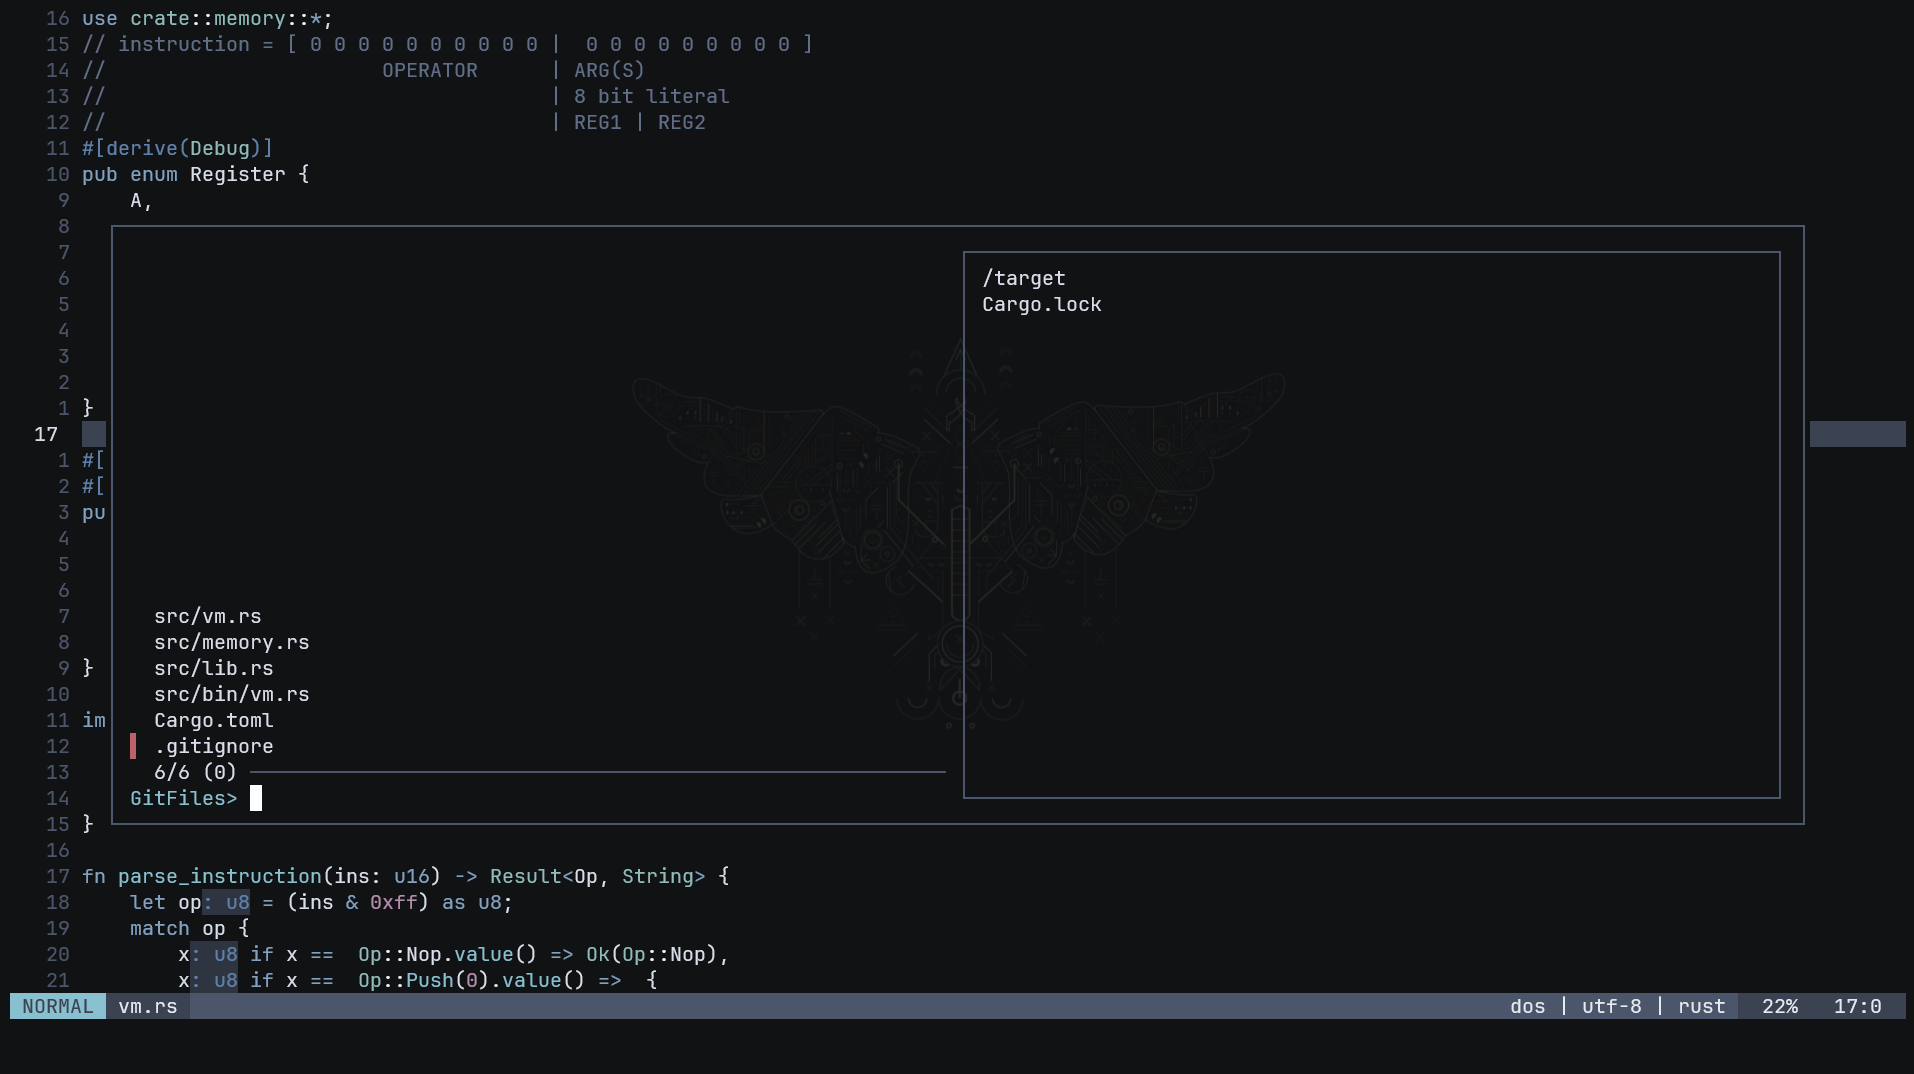 16 use crate::memory::*;
15 // instruction = [ 0 0 0 0 0 0 0 0 0 0 |  0 0 0 0 0 0 0 0 0 ]
14 //                       OPERATOR      | ARG(S)
13 //                                     | 8 bit literal
12 //                                     | REG1 | REG2
11 #[derive(Debug)]
10 pub enum Register {
9     A,
8
7
6 /target
5 Cargo.lock
4
3
2
1 }
17
1 #[
2 #[
3 pu
4
5
6
7 src/vm.rs
8 src/memory.rs
9 } src/lib.rs
10 src/bin/vm.rs
11 im Cargo.toml
12 .gitignore
13 6/6 (0)
14 GitFiles>
15 }
16
17 fn parse_instruction(ins: u16) -> Result<Op, String> {
18     let op: u8 = (ins & 0xff) as u8;
19     match op {
20         x: u8 if x ==  Op::Nop.value() => Ok(Op::Nop),
21         x: u8 if x ==  Op::Push(0).value() =>  {
NORMAL vm.rs dos | utf-8 | rust 22% 17:0